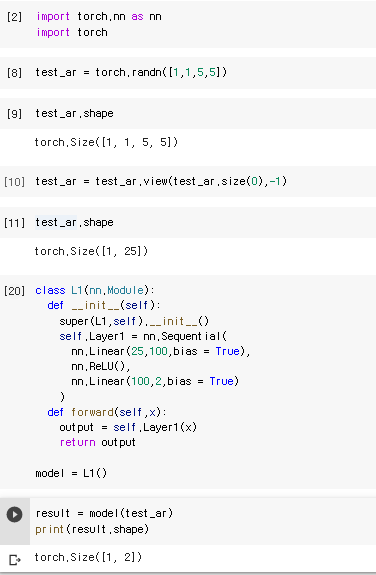 [2] import torch.nn as nn
import torch
[8] test_ar = torch.randn([1,1,5,5])
[9] test_ar.shape
torch.Size([1, 1, 5, 5])
[10] test_ar = test_ar.view(test_ar.size(0),-1)
[11] test_ar.shape
torch.Size([1, 25])
[20] class L1(nn.Module):
def __init__(self):
super(L1,self).__init__()
self.Layer1 = nn.Sequential(
nn.Linear(25,100,bias = True),
nn.ReLU(),
nn.Linear(100,2,bias = True)
)
def forward(self,x):
output = self.Layer1(x)
return output
model = L1()
result = model(test_ar)
print(result.shape)
torch.Size([1, 2])